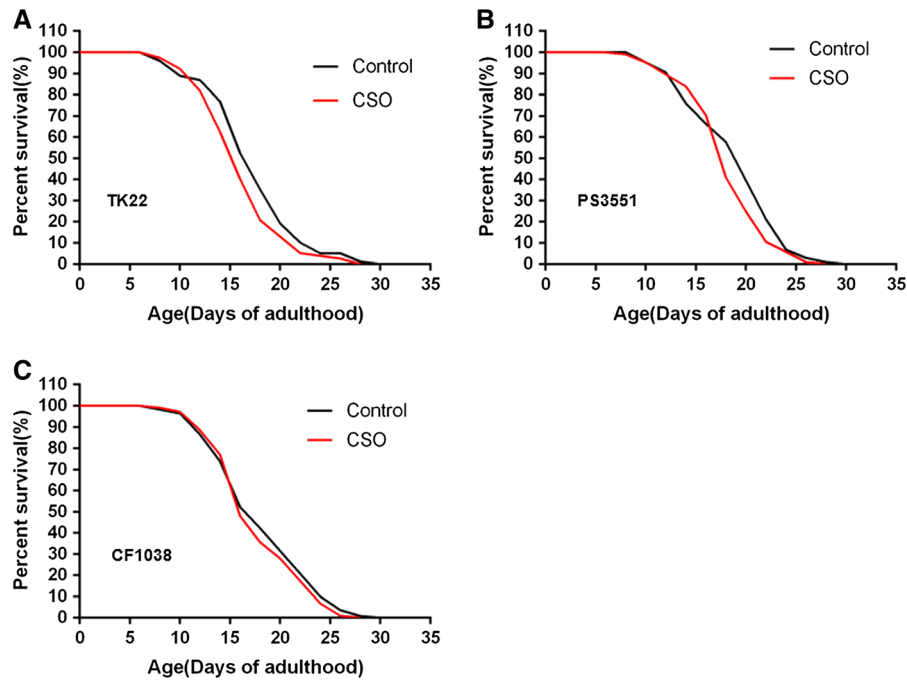 A
110
100
90
80
70
60
50
40
30
20
10
0
Percent survival(%)
Control
CSO
TK22
0 5 10 15 20 25 30 35
Age(Days of adulthood)
B
110
100
90
80
70
60
50
40
30
20
10
0
Percent survival(%)
Control
CSO
PS3551
0 5 10 15 20 25 30 35
Age(Days of adulthood)
C
110
100
90
80
70
60
50
40
30
20
10
0
Percent survival(%)
Control
CSO
CF1038
0 5 10 15 20 25 30 35
Age(Days of adulthood)